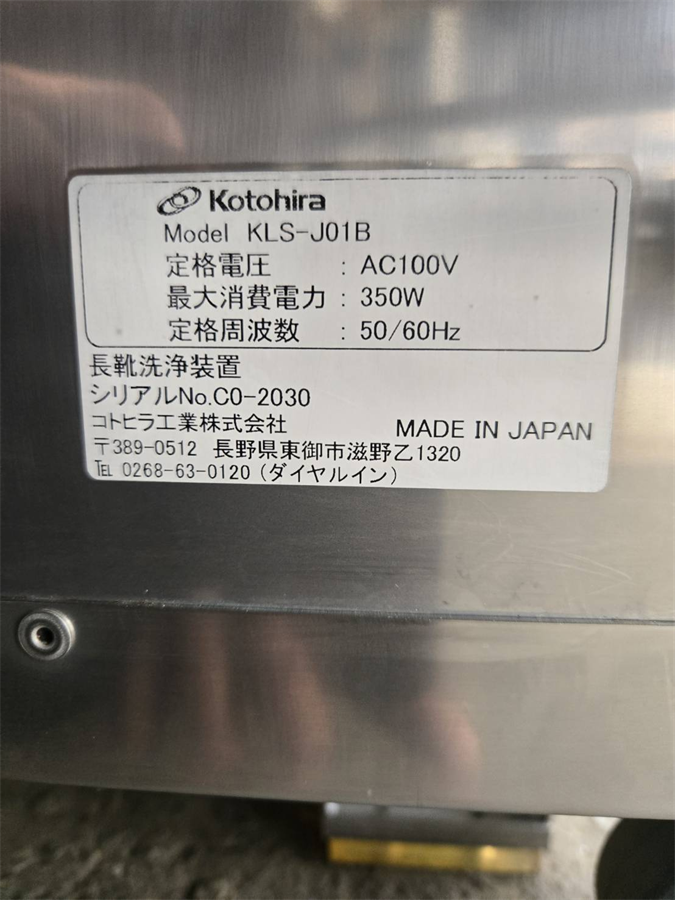 Kotohira
Model KLS-J01B
定格電圧 : AC100V
最大消費電力 : 350W
定格周波数 : 50/60Hz
長靴洗浄装置
シリアルNo.C0-2030
コトヒラ工業株式会社 MADE IN JAPAN
〒389-0512 長野県東御市滋野乙1320
TEL 0268-63-0120 (ダイヤルイン)